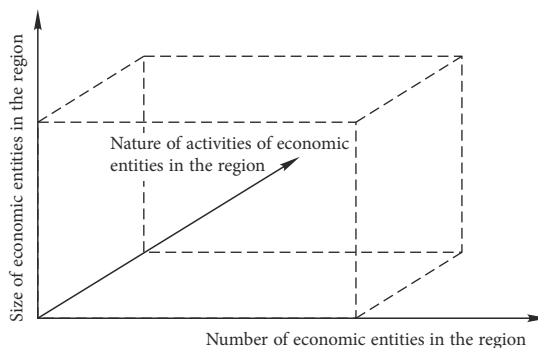 Size of economic entities in the region
Nature of activities of economic
entities in the region
Number of economic entities in the region